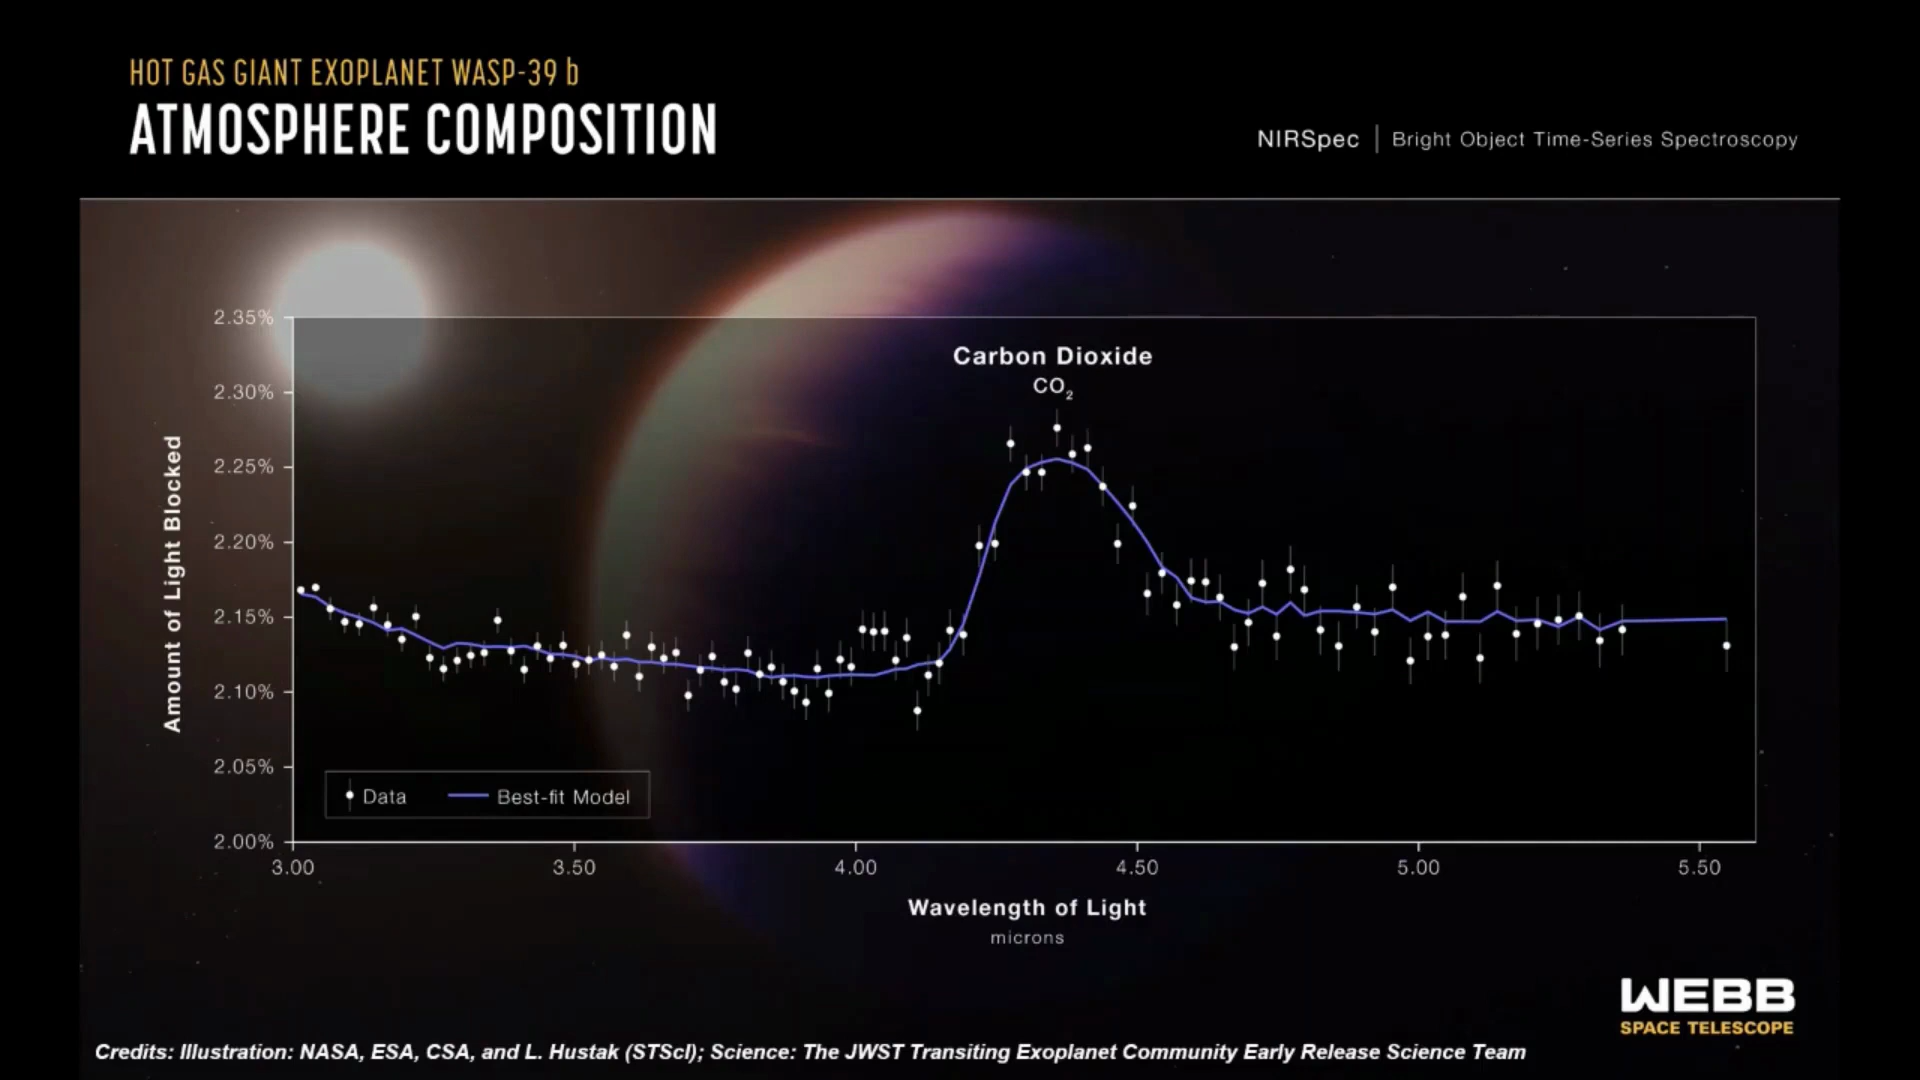 HOT GAS GIANT EXOPLANET WASP-39 b
ATMOSPHERE COMPOSITION
NIRSpec | Bright Object Time-Series Spectroscopy
Amount of Light Blocked
2.35%
2.30%
2.25%
2.20%
2.15%
2.10%
2.05%
2.00%
Carbon Dioxide
CO₂
Data
Best-fit Model
3.00 3.50 4.00 4.50 5.00 5.50
Wavelength of Light
microns
WEBB
SPACE TELESCOPE
Credits: Illustration: NASA, ESA, CSA, and L. Hustak (STScI); Science: The JWST Transiting Exoplanet Community Early Release Science Team